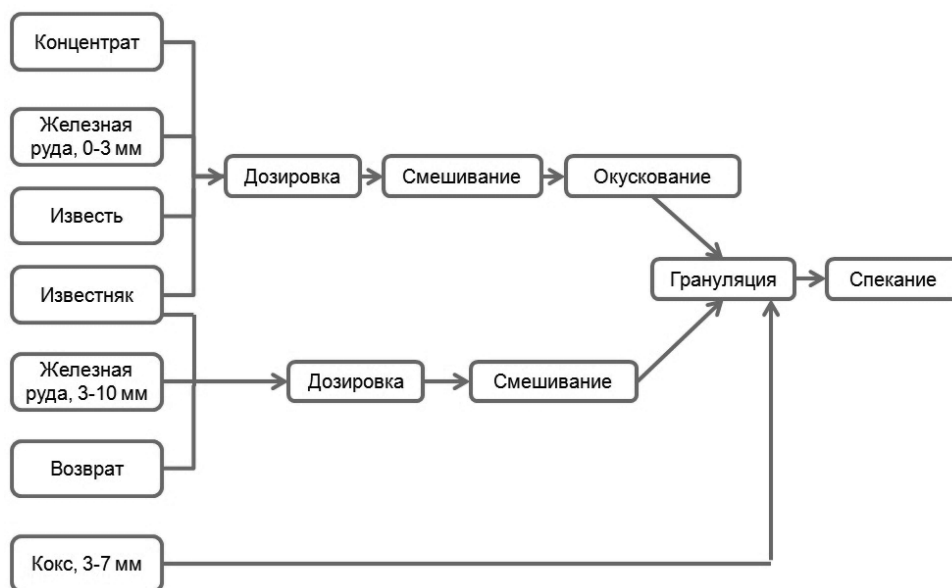 Концентрат
Железная
руда, 0-3 мм
Известь
Известняк
Железная
руда, 3-10 мм
Возврат
Кокс, 3-7 мм
Дозировка
Смешивание
Окускование
Дозировка
Смешивание
Грануляция
Спекание